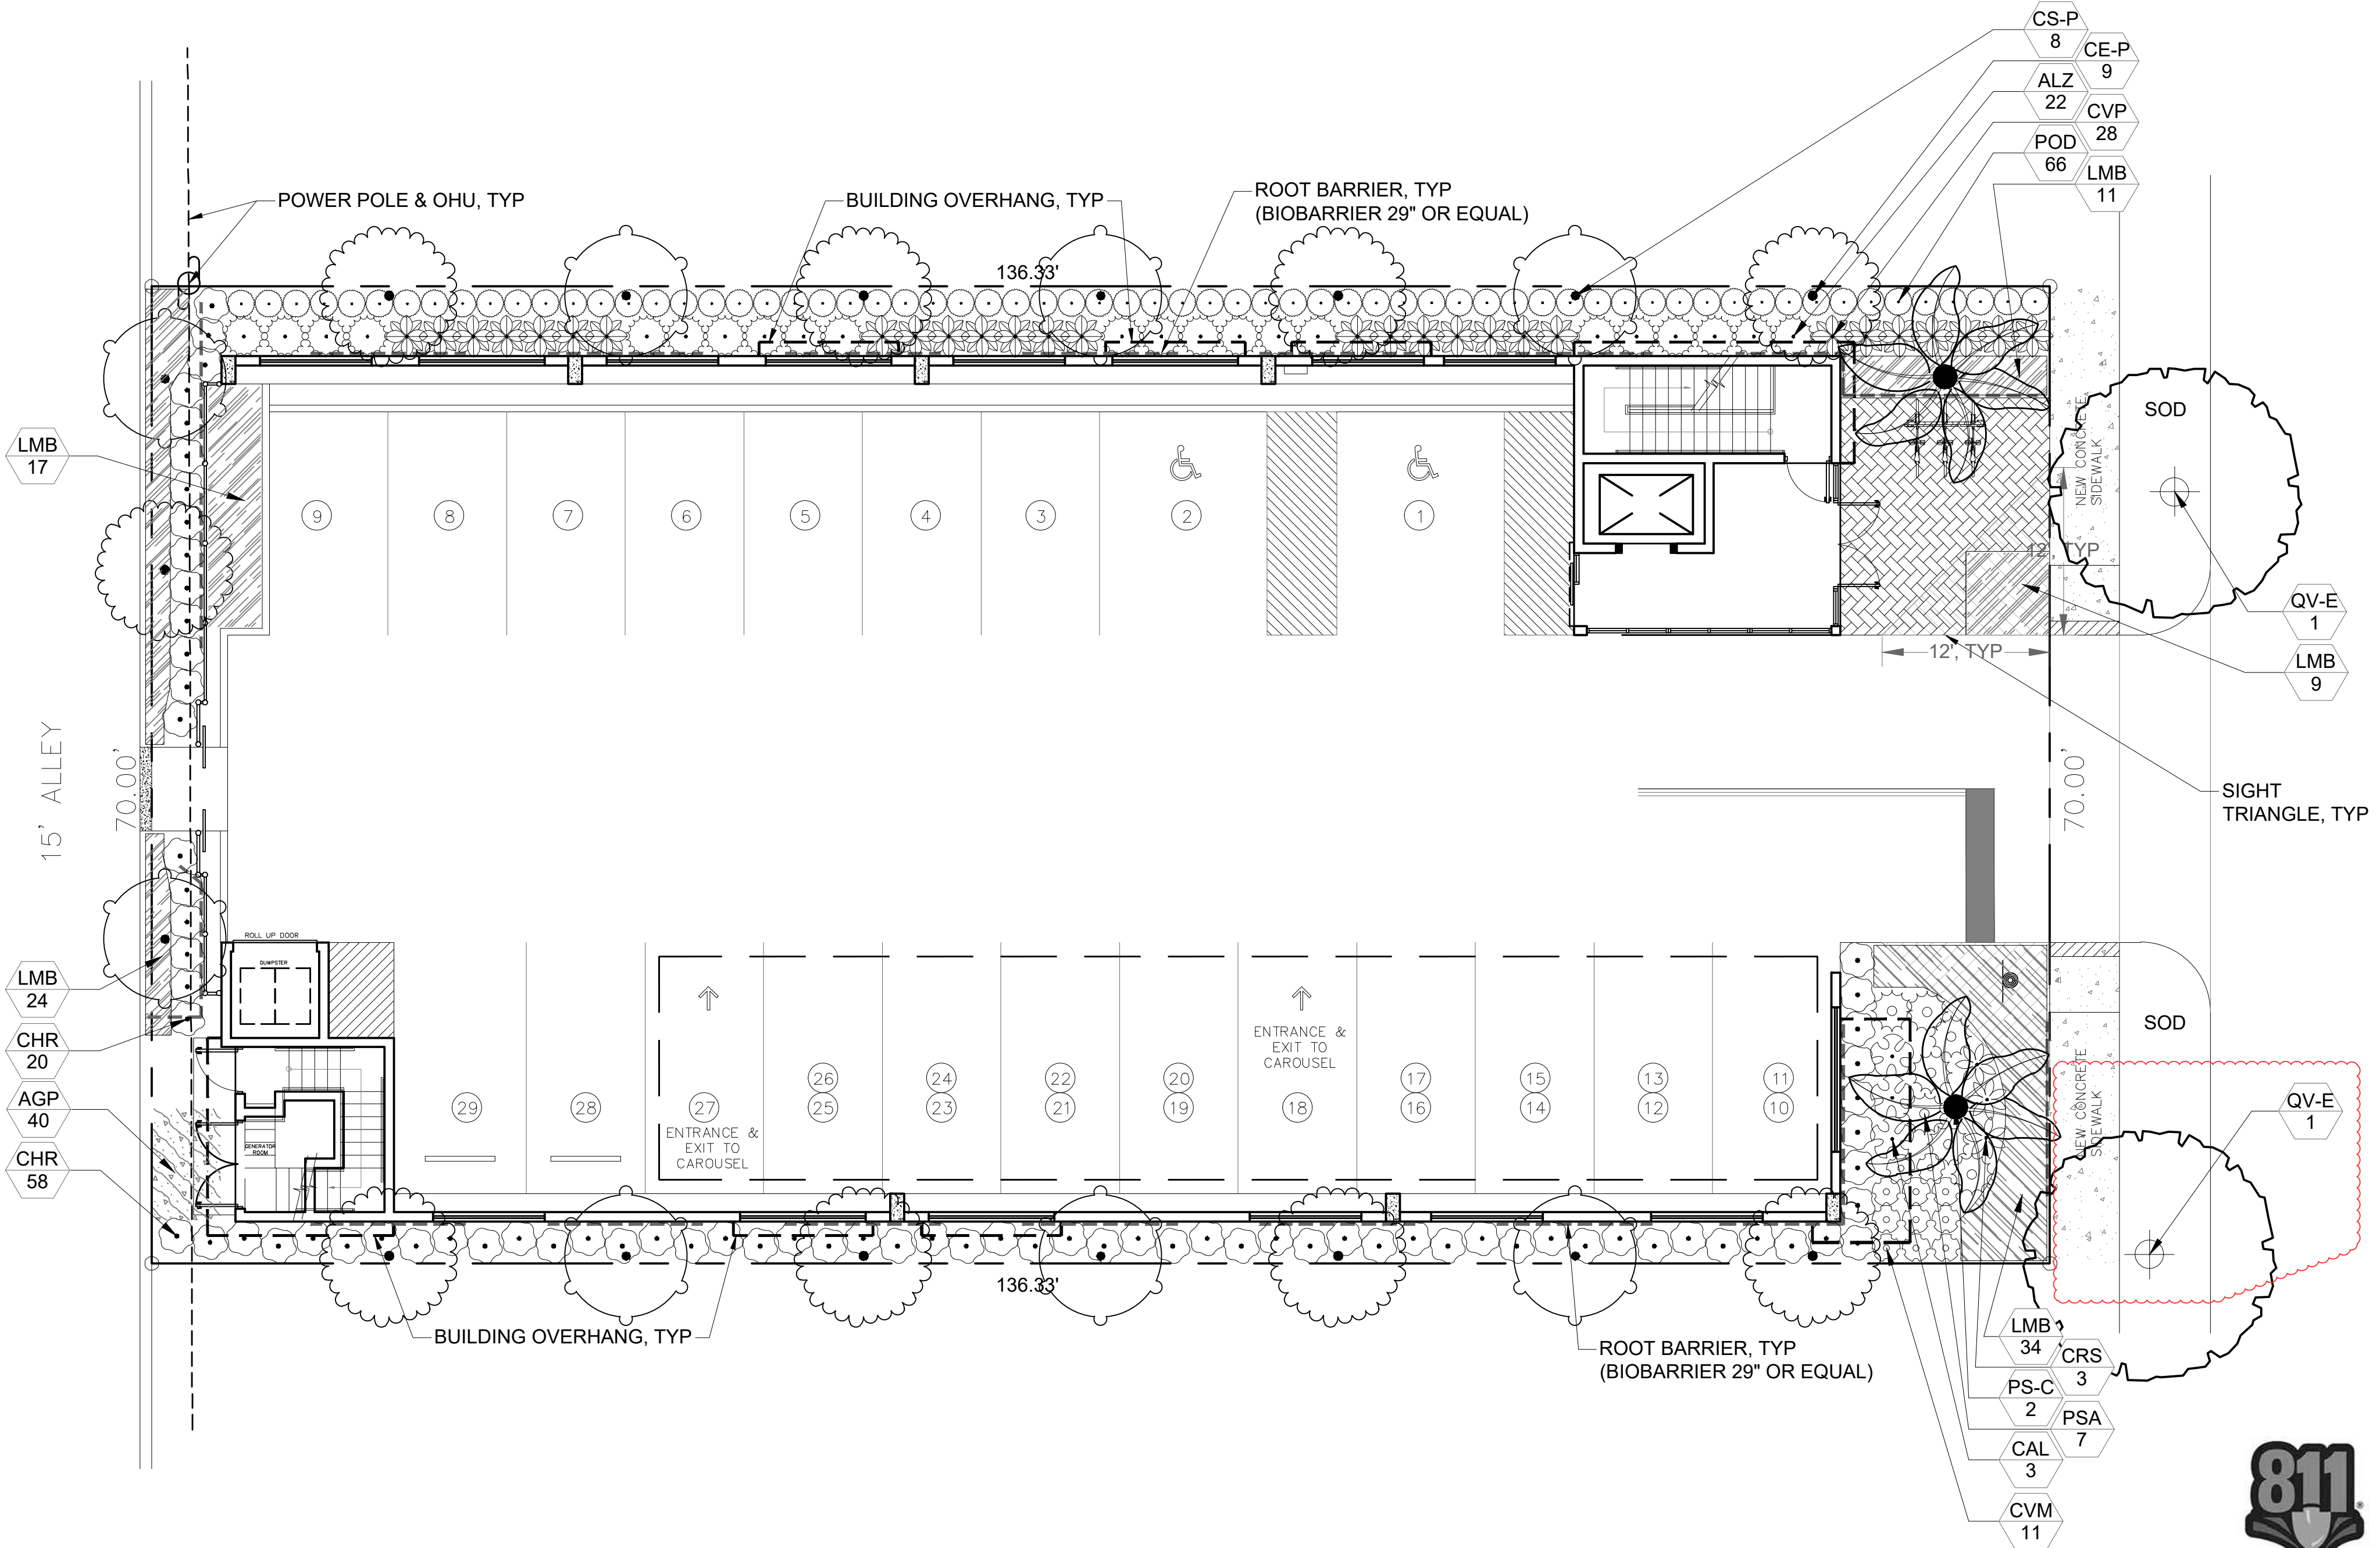 CS-P
8
CE-P
9
ALZ
22
CVP
28
POD
66
LMB
11
POWER POLE & OHU, TYP
BUILDING OVERHANG, TYP
ROOT BARRIER, TYP
(BIOBARRIER 29" OR EQUAL)
136.33'
SOD
NEW CONCRETE
SIDEWALK
LMB
17
9
8
7
6
5
4
3
2
1
12', TYP
12', TYP
QV-E
1
LMB
9
SIGHT
TRIANGLE, TYP
15' ALLEY
70.00'
70.00'
ROLL UP DOOR
DUMPSTER
LMB
24
CHR
20
AGP
40
CHR
58
GENERATOR
ROOM
29
28
27
ENTRANCE &
EXIT TO
CAROUSEL
26
25
24
23
22
21
20
19
ENTRANCE &
EXIT TO
CAROUSEL
18
17
16
15
14
13
12
11
10
SOD
NEW CONCRETE
SIDEWALK
QV-E
1
136.33'
BUILDING OVERHANG, TYP
ROOT BARRIER, TYP
(BIOBARRIER 29" OR EQUAL)
LMB
34
CRS
3
PS-C
2
PSA
7
CAL
3
CVM
11
811
®